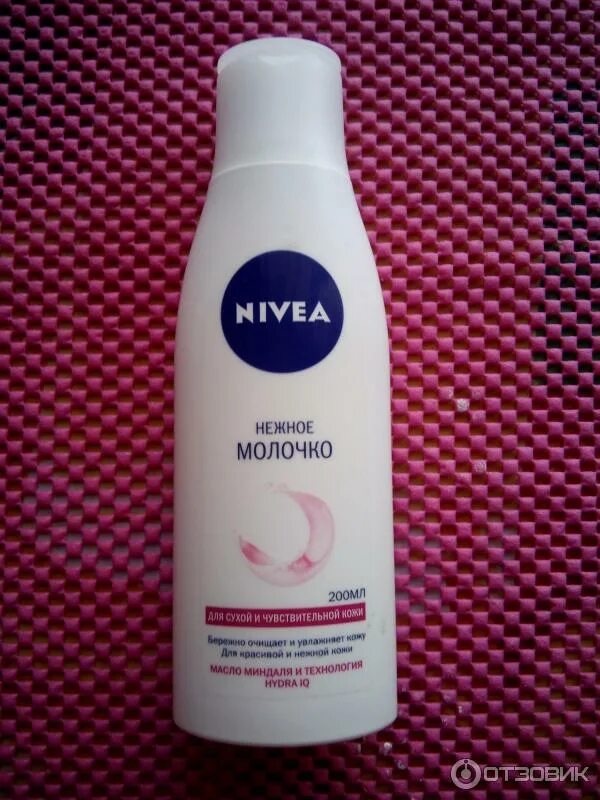 NIVEA
НЕЖНОЕ
МОЛОЧКО
200МЛ
ДЛЯ СУХОЙ И ЧУВСТВИТЕЛЬНОЙ КОЖИ
Бережно очищает и увлажняет кожу
Для красивой и нежной кожи
МАСЛО МИНДАЛЯ И ТЕХНОЛОГИЯ
HYDRA IQ
ОТЗОВИК